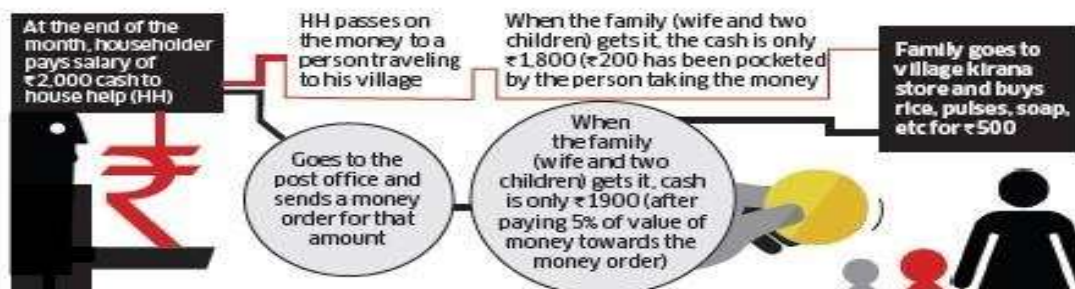 At the end of the
month, householder
pays salary of
₹2,000 cash to
house help (HH)
HH passes on
the money to a
person traveling
to his village
When the family (wife and two
children) gets it, the cash is only
₹1,800 (₹200 has been pocketed
by the person taking the money
Family goes to
village kirana
store and buys
rice, pulses, soap,
etc for ₹500
Goes to the
post office and
sends a money
order for that
amount
When
the family
(wife and two
children) gets it, cash
is only ₹1900 (after
paying 5% of value of
money towards the
money order)
₹